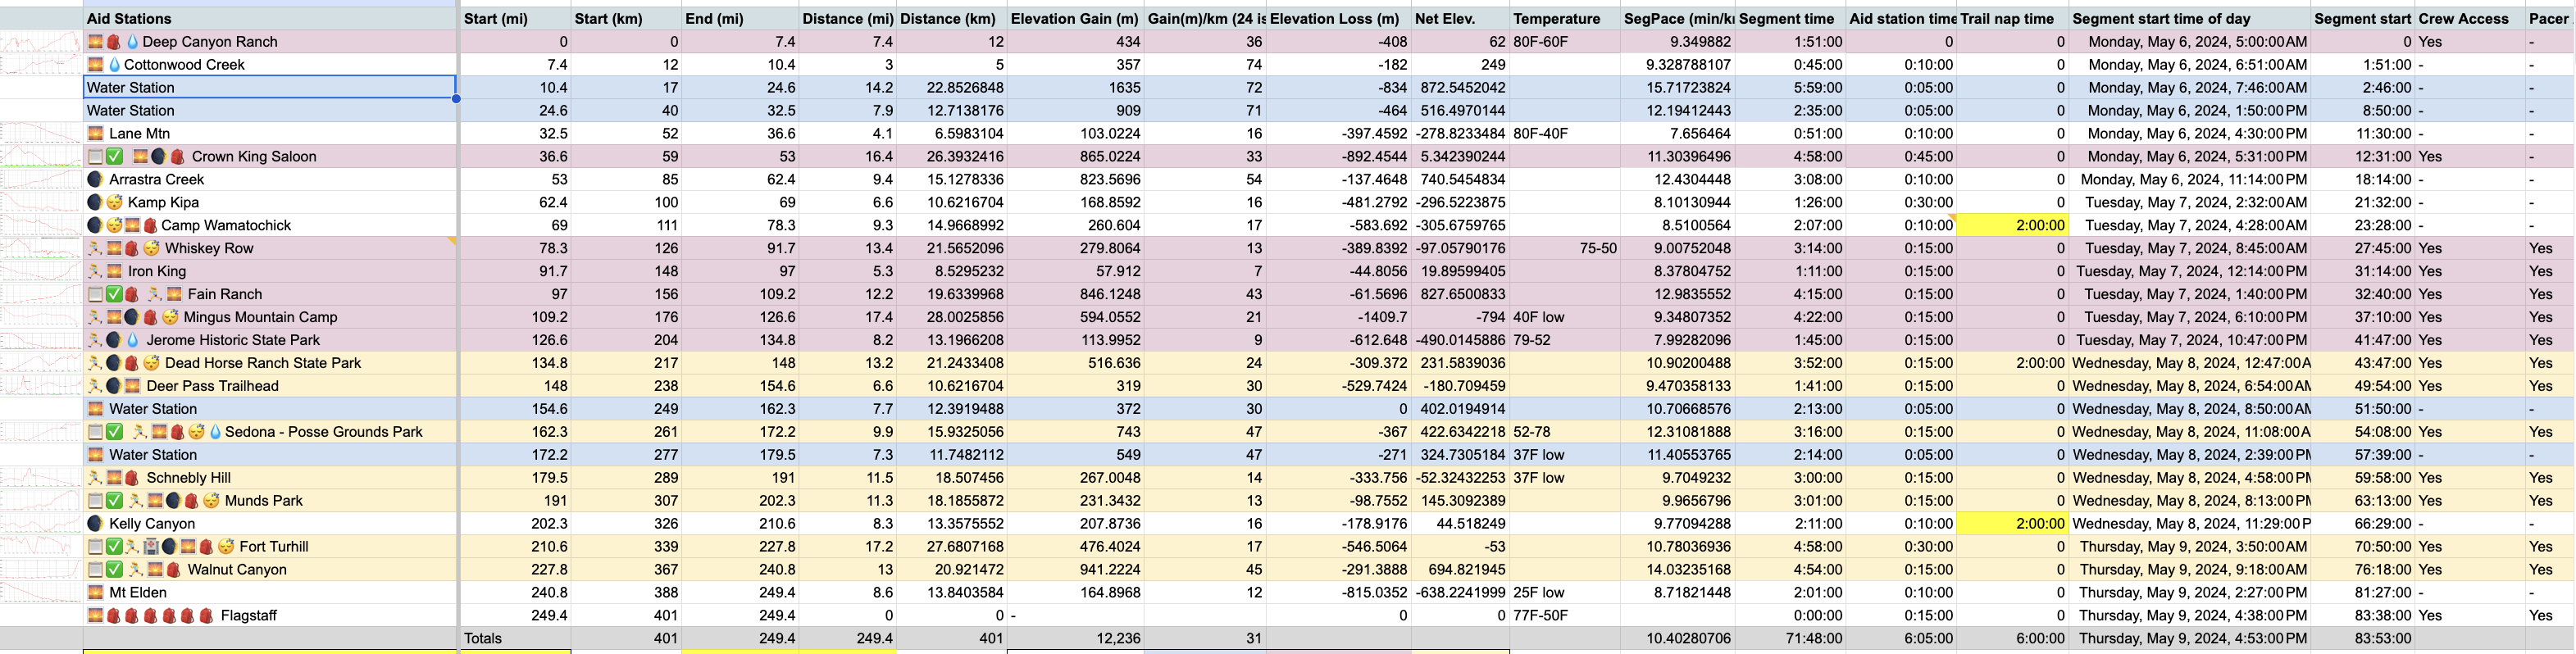 Aid Stations Start (mi) Start (km) End (mi) Distance (mi) Distance (km) Elevation Gain (m) Gain(m)/km (24 is Elevation Loss (m) Net Elev. Temperature SegPace (min/k Segment time Aid station time Trail nap time Segment start time of day Segment start Crew Access Pacer
🌅🎒💧Deep Canyon Ranch 0 0 7.4 7.4 12 434 36 -408 62 80F-60F 9.349882 1:51:00 0 0 Monday, May 6, 2024, 5:00:00AM 0 Yes -
🌅💧Cottonwood Creek 7.4 12 10.4 3 5 357 74 -182 249 9.328788107 0:45:00 0:10:00 0 Monday, May 6, 2024, 6:51:00AM 1:51:00 - -
Water Station 10.4 17 24.6 14.2 22.8526848 1635 72 -834 872.5452042 15.71723824 5:59:00 0:05:00 0 Monday, May 6, 2024, 7:46:00AM 2:46:00 - -
Water Station 24.6 40 32.5 7.9 12.7138176 909 71 -464 516.4970144 12.19412443 2:35:00 0:05:00 0 Monday, May 6, 2024, 1:50:00PM 8:50:00 - -
🌅 Lane Mtn 32.5 52 36.6 4.1 6.5983104 103.0224 16 -397.4592 -278.8233484 80F-40F 7.656464 0:51:00 0:10:00 0 Monday, May 6, 2024, 4:30:00PM 11:30:00 - -
📋✅ 🌅🌒🎒 Crown King Saloon 36.6 59 53 16.4 26.3932416 865.0224 33 -892.4544 5.342390244 11.30396496 4:58:00 0:45:00 0 Monday, May 6, 2024, 5:31:00PM 12:31:00 Yes -
🌒 Arrastra Creek 53 85 62.4 9.4 15.1278336 823.5696 54 -137.4648 740.5454834 12.4304448 3:08:00 0:10:00 0 Monday, May 6, 2024, 11:14:00PM 18:14:00 - -
🌒😴 Kamp Kipa 62.4 100 69 6.6 10.6216704 168.8592 16 -481.2792 -296.5223875 8.10130944 1:26:00 0:30:00 0 Tuesday, May 7, 2024, 2:32:00AM 21:32:00 - -
🌒😴🌅🎒 Camp Wamatochick 69 111 78.3 9.3 14.9668992 260.604 17 -583.692 -305.6759765 8.5100564 2:07:00 0:10:00 2:00:00 Tuesday, May 7, 2024, 4:28:00AM 23:28:00 - -
🏃🌅🎒😴 Whiskey Row 78.3 126 91.7 13.4 21.5652096 279.8064 13 -389.8392 -97.05790176 75-50 9.00752048 3:14:00 0:15:00 0 Tuesday, May 7, 2024, 8:45:00AM 27:45:00 Yes Yes
🏃🌅 Iron King 91.7 148 97 5.3 8.5295232 57.912 7 -44.8056 19.89599405 8.37804752 1:11:00 0:15:00 0 Tuesday, May 7, 2024, 12:14:00PM 31:14:00 Yes Yes
📋✅🎒 🏃🌅 Fain Ranch 97 156 109.2 12.2 19.6339968 846.1248 43 -61.5696 827.6500833 12.9835552 4:15:00 0:15:00 0 Tuesday, May 7, 2024, 1:40:00PM 32:40:00 Yes Yes
🏃🌅🌒🎒😴 Mingus Mountain Camp 109.2 176 126.6 17.4 28.0025856 594.0552 21 -1409.7 -794 40F low 9.34807352 4:22:00 0:15:00 0 Tuesday, May 7, 2024, 6:10:00PM 37:10:00 Yes Yes
🏃🌒💧 Jerome Historic State Park 126.6 204 134.8 8.2 13.1966208 113.9952 9 -612.648 -490.0145886 79-52 7.99282096 1:45:00 0:15:00 0 Tuesday, May 7, 2024, 10:47:00PM 41:47:00 Yes Yes
🏃🌒🎒😴 Dead Horse Ranch State Park 134.8 217 148 13.2 21.2433408 516.636 24 -309.372 231.5839036 10.90200488 3:52:00 0:15:00 2:00:00 Wednesday, May 8, 2024, 12:47:00A 43:47:00 Yes Yes
🏃🌒🌅 Deer Pass Trailhead 148 238 154.6 6.6 10.6216704 319 30 -529.7424 -180.709459 9.470358133 1:41:00 0:15:00 0 Wednesday, May 8, 2024, 6:54:00AM 49:54:00 Yes Yes
🌅 Water Station 154.6 249 162.3 7.7 12.3919488 372 30 0 402.0194914 10.70668576 2:13:00 0:05:00 0 Wednesday, May 8, 2024, 8:50:00AM 51:50:00 - -
📋✅ 🏃🌅🎒😴💧Sedona - Posse Grounds Park 162.3 261 172.2 9.9 15.9325056 743 47 -367 422.6342218 52-78 12.31081888 3:16:00 0:15:00 0 Wednesday, May 8, 2024, 11:08:00A 54:08:00 Yes Yes
🌅 Water Station 172.2 277 179.5 7.3 11.7482112 549 47 -271 324.7305184 37F low 11.40553765 2:14:00 0:05:00 0 Wednesday, May 8, 2024, 2:39:00 PM 57:39:00 - -
🏃🌅🎒 Schnebly Hill 179.5 289 191 11.5 18.507456 267.0048 14 -333.756 -52.32432253 37F low 9.7049232 3:00:00 0:15:00 0 Wednesday, May 8, 2024, 4:58:00 PM 59:58:00 Yes Yes
📋✅🏃🌅🌒🎒😴 Munds Park 191 307 202.3 11.3 18.1855872 231.3432 13 -98.7552 145.3092389 9.9656796 3:01:00 0:15:00 0 Wednesday, May 8, 2024, 8:13:00PM 63:13:00 Yes Yes
🌒 Kelly Canyon 202.3 326 210.6 8.3 13.3575552 207.8736 16 -178.9176 44.518249 9.77094288 2:11:00 0:10:00 2:00:00 Wednesday, May 8, 2024, 11:29:00P 66:29:00 - -
📋✅🏃🏥🌒🌅🎒😴 Fort Turhill 210.6 339 227.8 17.2 27.6807168 476.4024 17 -546.5064 -53 10.78036936 4:58:00 0:30:00 0 Thursday, May 9, 2024, 3:50:00AM 70:50:00 Yes Yes
📋✅🏃🌅🎒 Walnut Canyon 227.8 367 240.8 13 20.921472 941.2224 45 -291.3888 694.821945 14.03235168 4:54:00 0:15:00 0 Thursday, May 9, 2024, 9:18:00AM 76:18:00 Yes Yes
🌅 Mt Elden 240.8 388 249.4 8.6 13.8403584 164.8968 12 -815.0352 -638.2241999 25F low 8.71821448 2:01:00 0:10:00 0 Thursday, May 9, 2024, 2:27:00PM 81:27:00 - -
🌅🎒🎒🎒🎒🎒 Flagstaff 249.4 401 249.4 0 0 - 0 0 77F-50F 0:00:00 0:15:00 0 Thursday, May 9, 2024, 4:38:00PM 83:38:00 Yes Yes
Totals 401 249.4 249.4 401 12,236 31 10.40280706 71:48:00 6:05:00 6:00:00 Thursday, May 9, 2024, 4:53:00PM 83:53:00